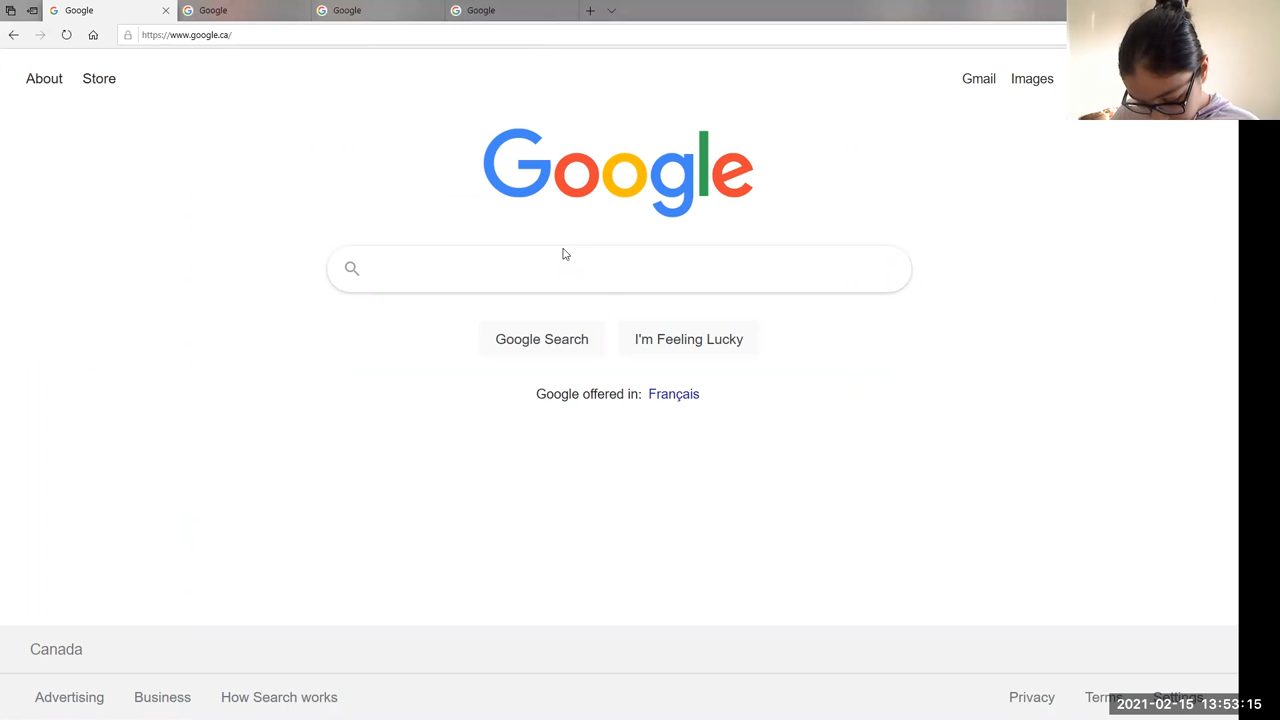 Google Google Google Google
https://www.google.ca/
About Store Gmail Images
Google
Google Search I'm Feeling Lucky
Google offered in: Français
Canada
Advertising Business How Search works Privacy Terms Settings
2021-02-15 13:53:15